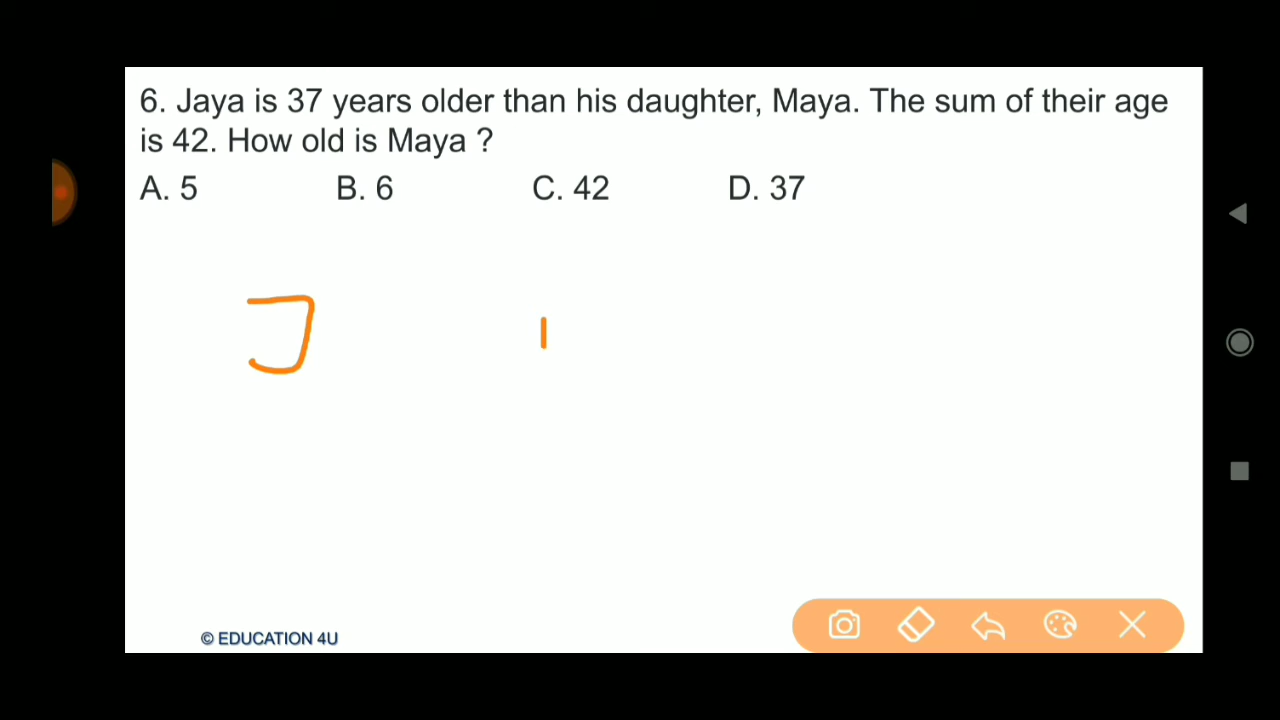 6. Jaya is 37 years older than his daughter, Maya. The sum of their age
is 42. How old is Maya ?
A. 5 B. 6 C. 42 D. 37
J I
© EDUCATION 4U